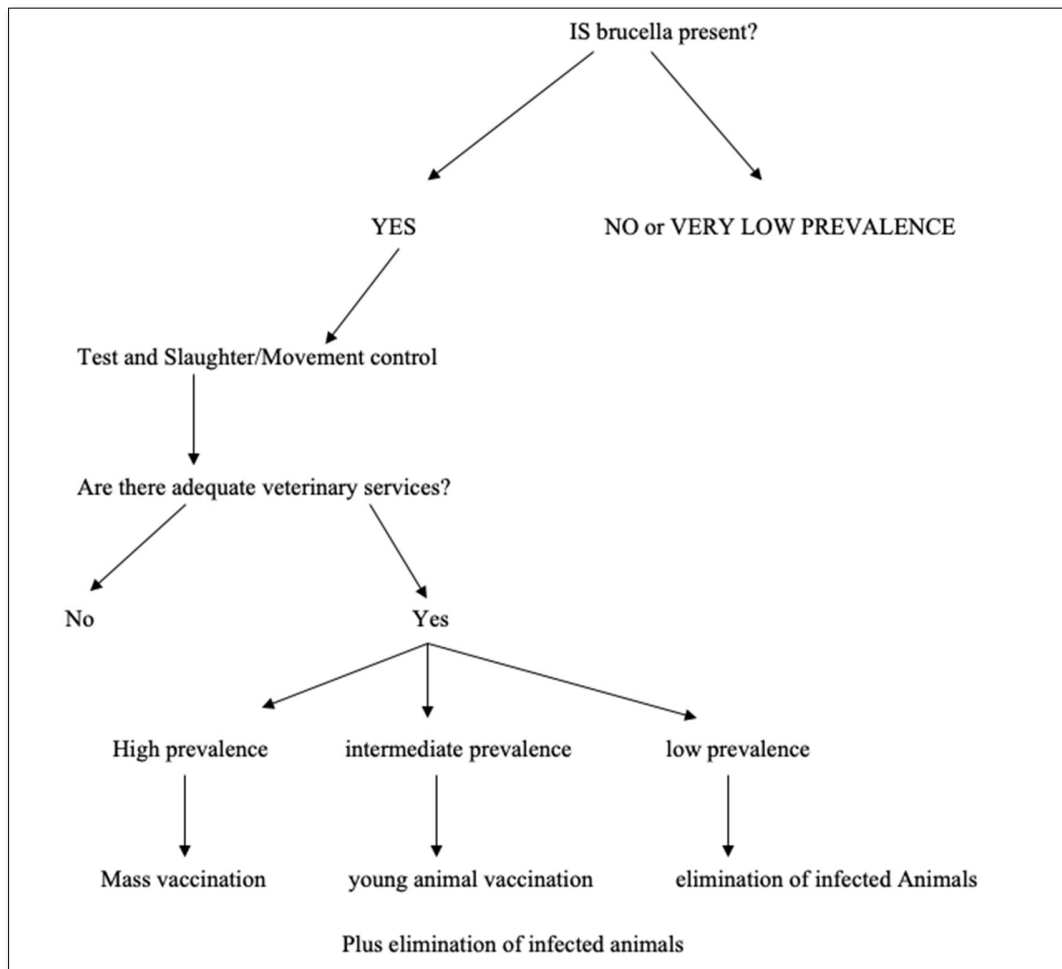 IS brucella present?
YES
NO or VERY LOW PREVALENCE
Test and Slaughter/Movement control
Are there adequate veterinary services?
No
Yes
High prevalence
intermediate prevalence
low prevalence
Mass vaccination
young animal vaccination
elimination of infected Animals
Plus elimination of infected animals